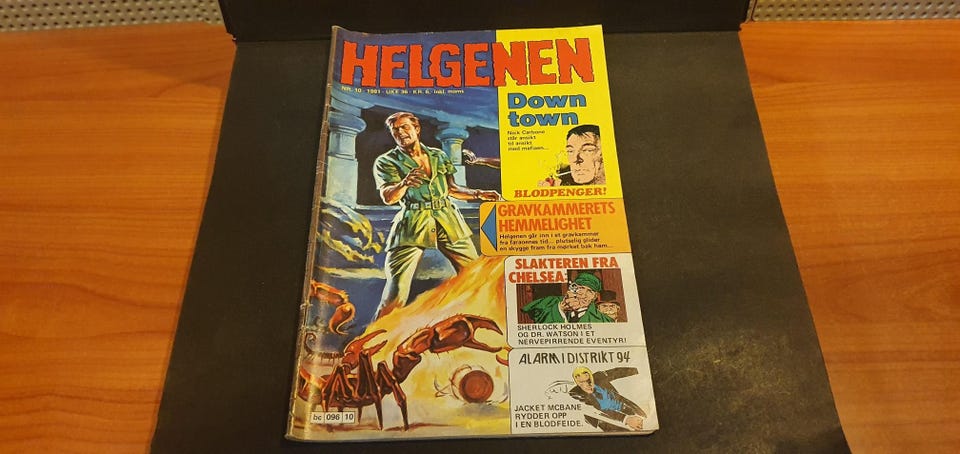 HELGENEN
NR. 10 - 1981 - UKE 36 - KR. 6,- inkl. moms
Down
town
Nick Carbone
står ansikt
til ansikt
med mafiaen...
BLODPENGER!
GRAVKAMMERETS
HEMMELIGHET
Helgenen går inn i et gravkammer
fra faraoenes tid... plutselig glider
en skygge fram fra mørket bak ham...
SLAKTEREN FRA
CHELSEA:
SHERLOCK HOLMES
OG DR. WATSON I ET
NERVEPIRRENDE EVENTYR!
ALARM I DISTRIKT 94
JACKET MCBANE
RYDDER OPP
I EN BLODFEIDE.
bc 096 10